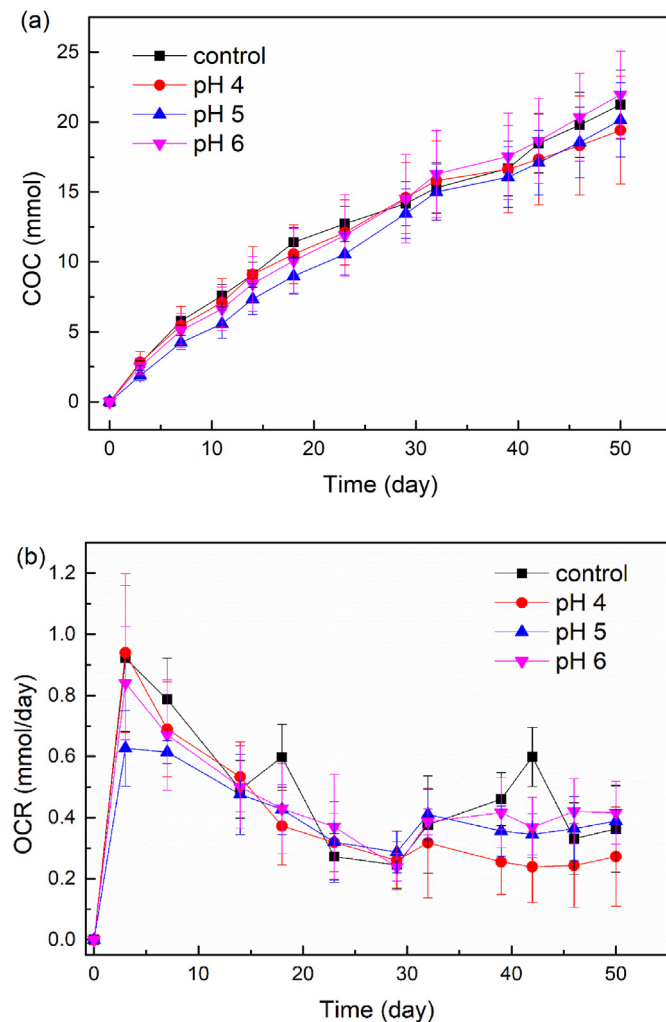 (a)
25
20
15
10
5
0
COC (mmol)
control
pH 4
pH 5
pH 6
0 10 20 30 40 50
Time (day)
(b)
1.2
1.0
0.8
0.6
0.4
0.2
0.0
OCR (mmol/day)
control
pH 4
pH 5
pH 6
0 10 20 30 40 50
Time (day)